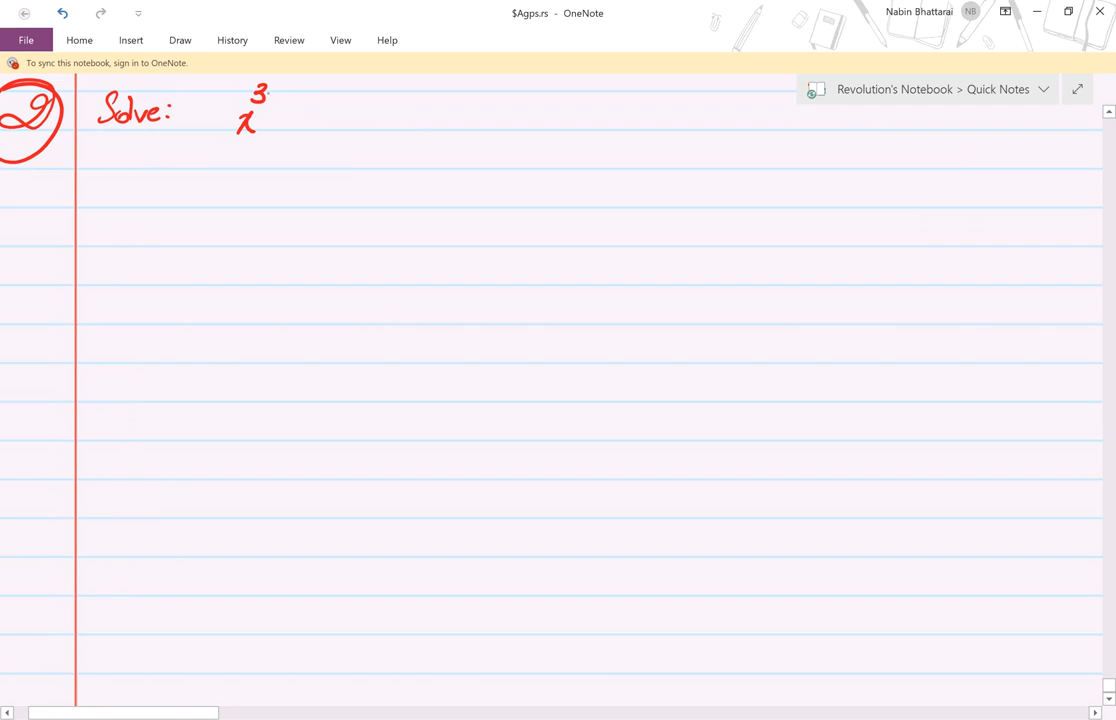 $Agps.rs - OneNote
Nabin Bhattarai NB
File Home Insert Draw History Review View Help
To sync this notebook, sign in to OneNote.
Revolution's Notebook > Quick Notes
2 Solve: x³